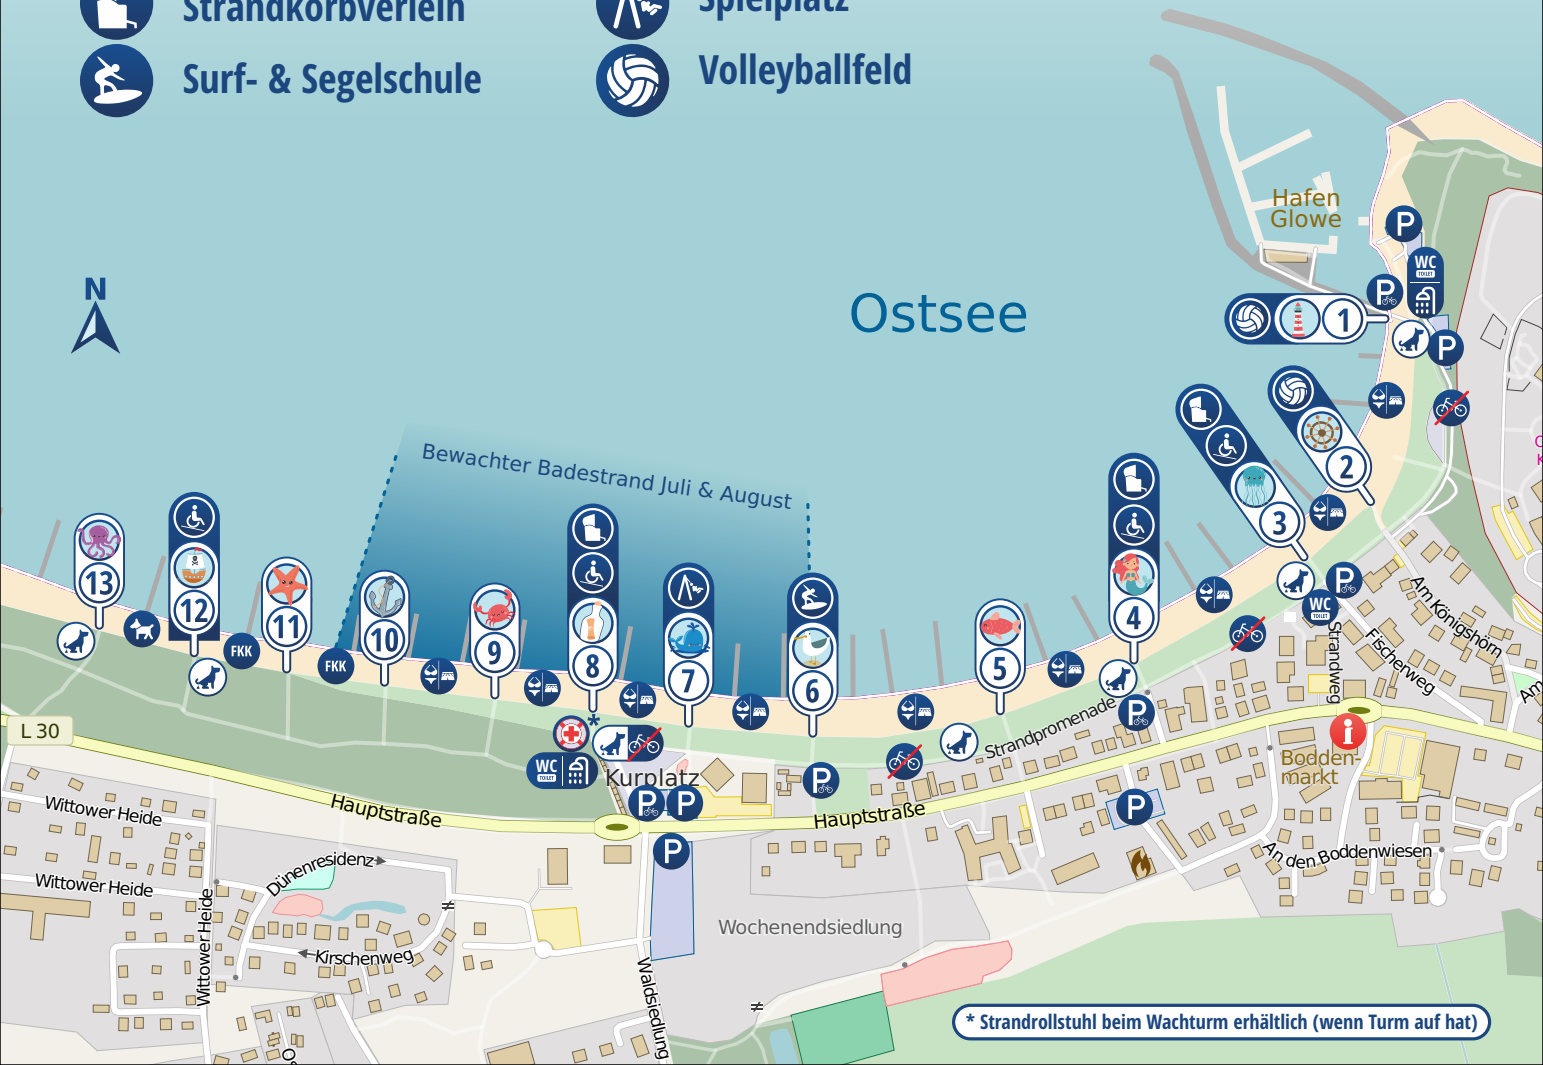 Strandkorbverleih
Spielplatz
Surf- & Segelschule
Volleyballfeld
Hafen
Glowe
P
WC
TOILET
P
N
Ostsee
1
P
Bewachter Badestrand Juli & August
2
3
4
5
6
7
8
9
10
11
12
13
FKK
FKK
*
WC
TOILET
P
WC
Am Königshörn
Fischerweg
Strandweg
Am
L 30
Strandpromenade
P
i
Bodden-
markt
Kurplatz
P
P
P
P
P
Hauptstraße
Hauptstraße
Wittower Heide
Wittower Heide
Wittower Heide
Dünenresidenz
Kirschenweg
An den Boddenwiesen
Wochenendsiedlung
Waldsiedlung
* Strandrollstuhl beim Wachturm erhältlich (wenn Turm auf hat)